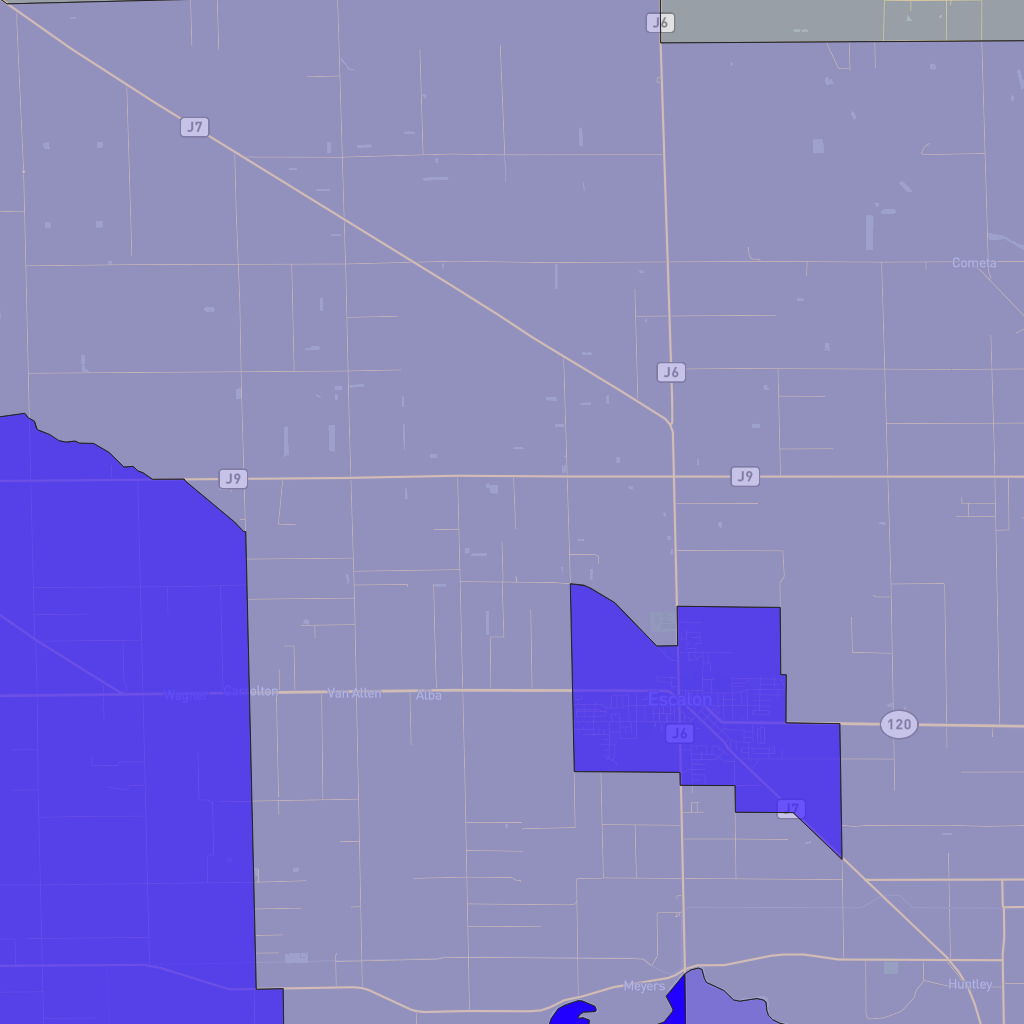 J6
J7
Cometa
J6
J9
J9
Wagner
Carrolton
Van Allen
Alba
Escalon
J6
120
J7
Meyers
Huntley